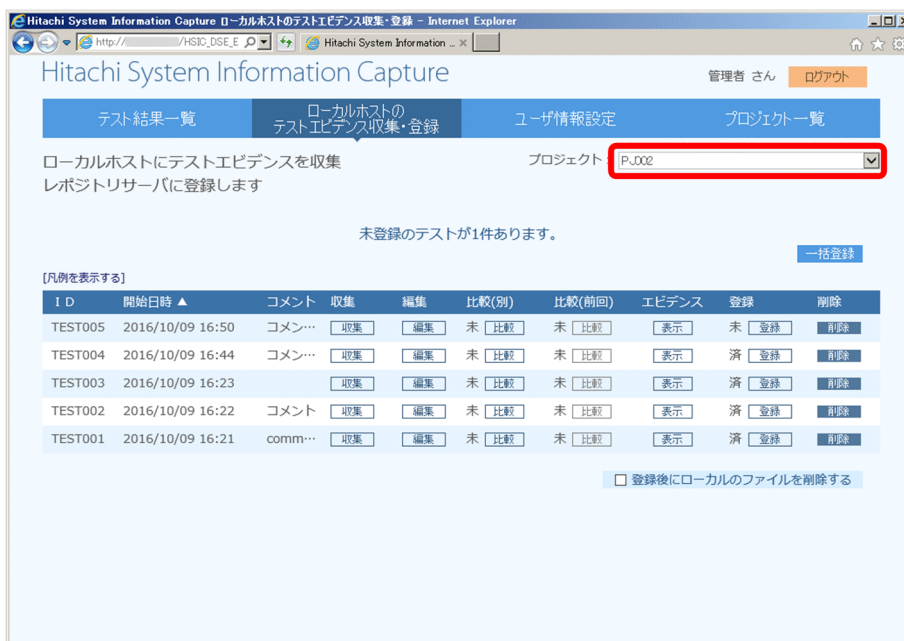 Hitachi System Information Capture ローカルホストのテストエビデンス収集・登録 - Internet Explorer
http:// /HSIC_DSE_E
Hitachi System Information ... ×
Hitachi System Information Capture
管理者 さん ログアウト
テスト結果一覧
ローカルホストの
テストエビデンス収集・登録
ユーザ情報設定
プロジェクト一覧
ローカルホストにテストエビデンスを収集
レポジトリサーバに登録します
プロジェクト : PJ002
未登録のテストが1件あります。
一括登録
[凡例を表示する]
ID 開始日時 ▲ コメント 収集 編集 比較(別) 比較(前回) エビデンス 登録 削除
TEST005 2016/10/09 16:50 コメン… 収集 編集 未 比較 未 比較 表示 未 登録 削除
TEST004 2016/10/09 16:44 コメン… 収集 編集 未 比較 未 比較 表示 済 登録 削除
TEST003 2016/10/09 16:23 収集 編集 未 比較 未 比較 表示 済 登録 削除
TEST002 2016/10/09 16:22 コメント 収集 編集 未 比較 未 比較 表示 済 登録 削除
TEST001 2016/10/09 16:21 comm… 収集 編集 未 比較 未 比較 表示 済 登録 削除
登録後にローカルのファイルを削除する